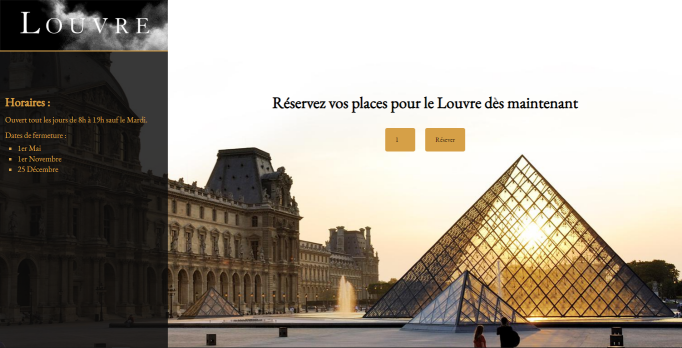 LOUVRE
Horaires :
Ouvert tout les jours de 8h à 19h sauf le Mardi.
Dates de fermeture :
1er Mai
1er Novembre
25 Décembre
Réservez vos places pour le Louvre dès maintenant
1
Réserver